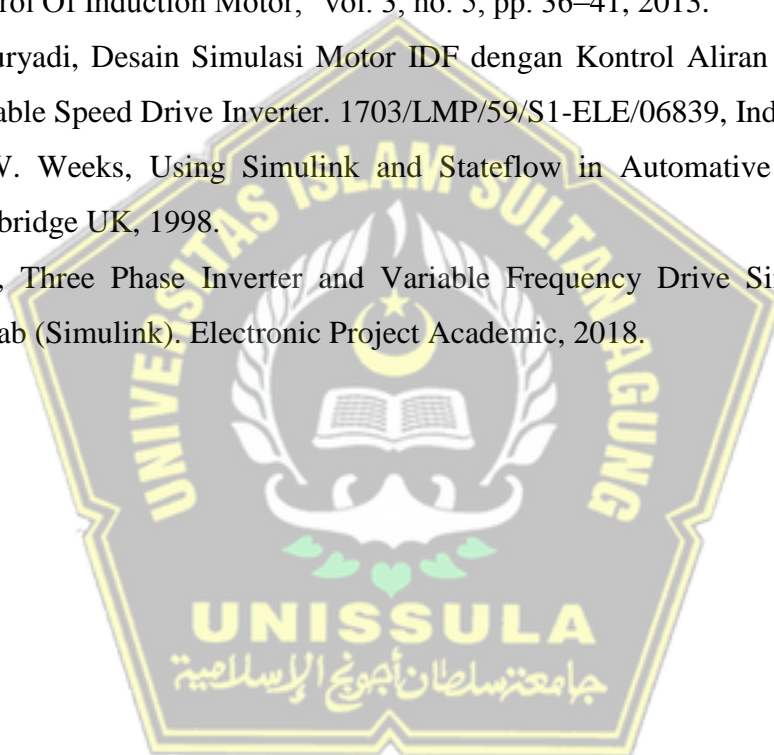 rol Of Induction Motor," vol. 3, no. 5, pp. 36–41, 2013.
uryadi, Desain Simulasi Motor IDF dengan Kontrol Aliran
able Speed Drive Inverter. 1703/LMP/59/S1-ELE/06839, Ind
W. Weeks, Using Simulink and Stateflow in Automative
bridge UK, 1998.
, Three Phase Inverter and Variable Frequency Drive Si
ab (Simulink). Electronic Project Academic, 2018.
UNIVERSITAS ISLAM SULTAN AGUNG
UNISSULA
جامعة سلطان أجونج الإسلامية